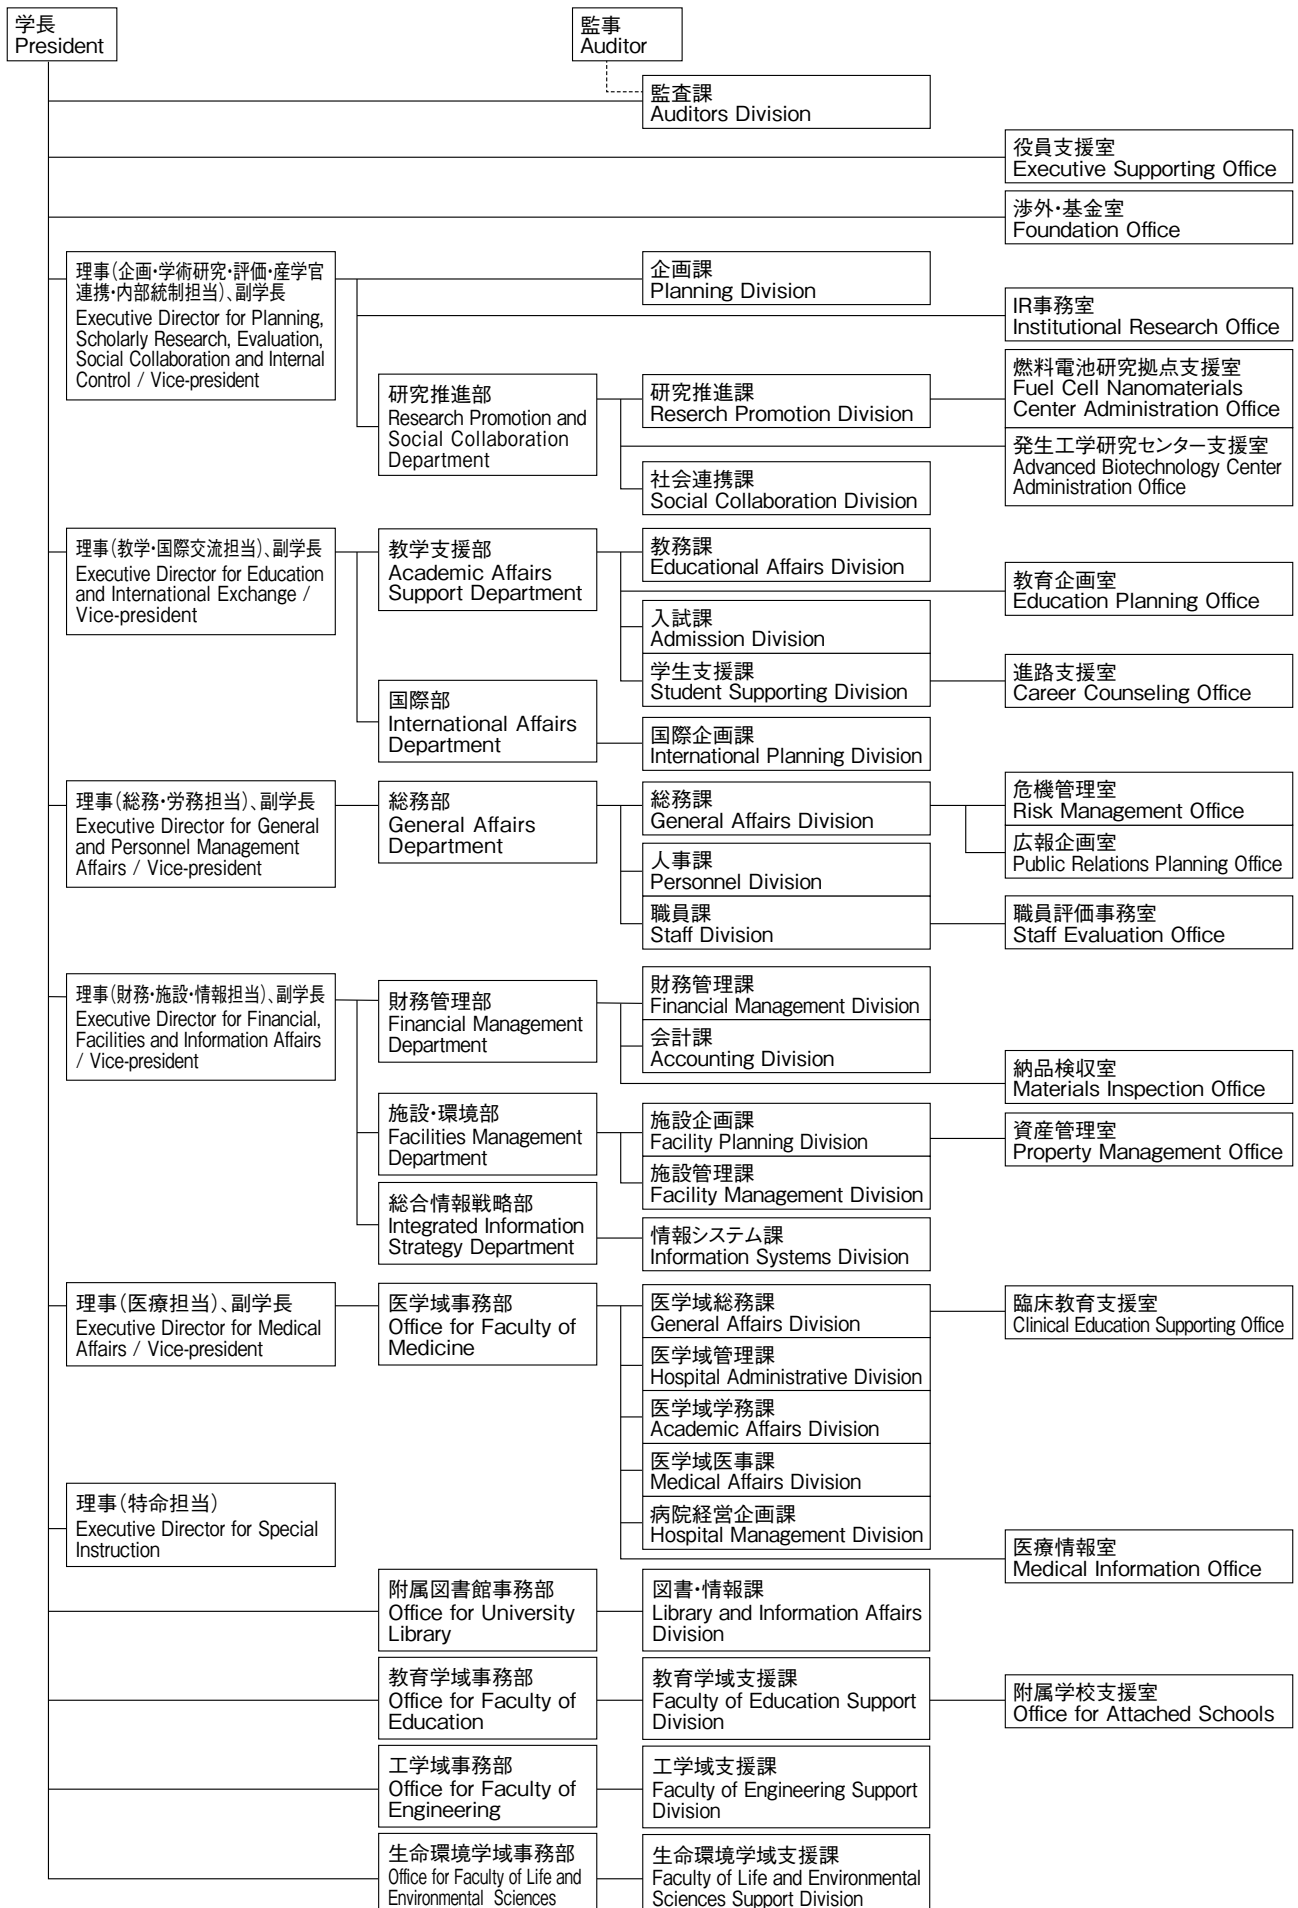 学長
President
監事
Auditor
監査課
Auditors Division
役員支援室
Executive Supporting Office
渉外・基金室
Foundation Office
理事(企画・学術研究・評価・産学官
連携・内部統制担当)、副学長
Executive Director for Planning,
Scholarly Research, Evaluation,
Social Collaboration and Internal
Control / Vice-president
企画課
Planning Division
IR事務室
Institutional Research Office
研究推進部
Research Promotion and
Social Collaboration
Department
研究推進課
Reserch Promotion Division
燃料電池研究拠点支援室
Fuel Cell Nanomaterials
Center Administration Office
発生工学研究センター支援室
Advanced Biotechnology Center
Administration Office
社会連携課
Social Collaboration Division
理事(教学・国際交流担当)、副学長
Executive Director for Education
and International Exchange /
Vice-president
教学支援部
Academic Affairs
Support Department
教務課
Educational Affairs Division
教育企画室
Education Planning Office
入試課
Admission Division
学生支援課
Student Supporting Division
進路支援室
Career Counseling Office
国際部
International Affairs
Department
国際企画課
International Planning Division
理事(総務・労務担当)、副学長
Executive Director for General
and Personnel Management
Affairs / Vice-president
総務部
General Affairs
Department
総務課
General Affairs Division
危機管理室
Risk Management Office
広報企画室
Public Relations Planning Office
人事課
Personnel Division
職員課
Staff Division
職員評価事務室
Staff Evaluation Office
理事(財務・施設・情報担当)、副学長
Executive Director for Financial,
Facilities and Information Affairs
/ Vice-president
財務管理部
Financial Management
Department
財務管理課
Financial Management Division
会計課
Accounting Division
納品検収室
Materials Inspection Office
施設・環境部
Facilities Management
Department
施設企画課
Facility Planning Division
資産管理室
Property Management Office
施設管理課
Facility Management Division
総合情報戦略部
Integrated Information
Strategy Department
情報システム課
Information Systems Division
理事(医療担当)、副学長
Executive Director for Medical
Affairs / Vice-president
医学域事務部
Office for Faculty of
Medicine
医学域総務課
General Affairs Division
臨床教育支援室
Clinical Education Supporting Office
医学域管理課
Hospital Administrative Division
医学域学務課
Academic Affairs Division
医学域医事課
Medical Affairs Division
病院経営企画課
Hospital Management Division
医療情報室
Medical Information Office
理事(特命担当)
Executive Director for Special
Instruction
附属図書館事務部
Office for University
Library
図書・情報課
Library and Information Affairs
Division
教育学域事務部
Office for Faculty of
Education
教育学域支援課
Faculty of Education Support
Division
附属学校支援室
Office for Attached Schools
工学域事務部
Office for Faculty of
Engineering
工学域支援課
Faculty of Engineering Support
Division
生命環境学域事務部
Office for Faculty of Life and
Environmental Sciences
生命環境学域支援課
Faculty of Life and Environmental
Sciences Support Division